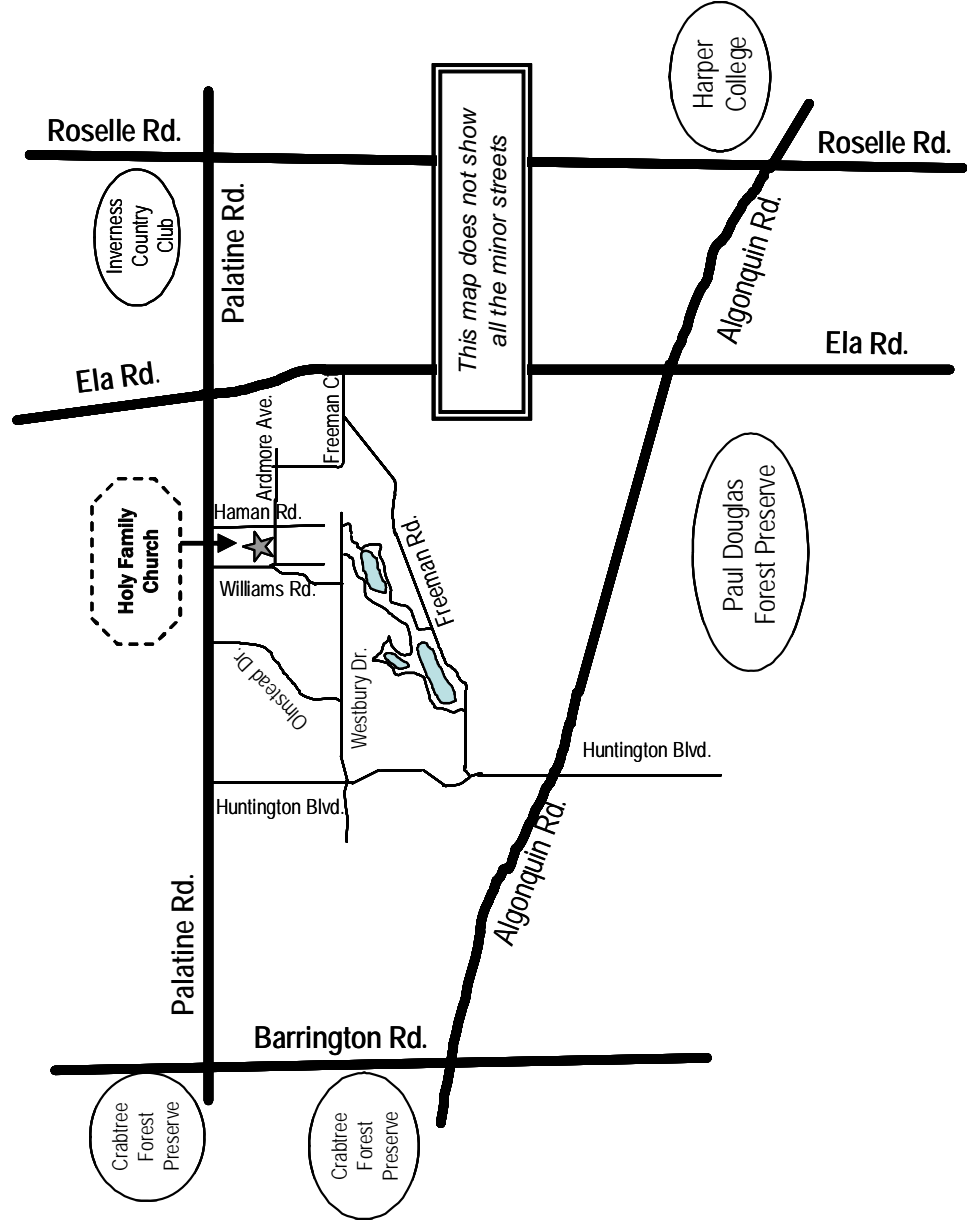 Harper
College
Roselle Rd.
Roselle Rd.
This map does not show
all the minor streets
Inverness
Country
Club
Palatine Rd.
Algonquin Rd.
Ela Rd.
Ela Rd.
Ardmore Ave.
Freeman Ct
Holy Family
Church
Haman Rd.
Williams Rd.
Freeman Rd.
Paul Douglas
Forest Preserve
Olmstead Dr.
Westbury Dr.
Huntington Blvd.
Huntington Blvd.
Algonquin Rd.
Palatine Rd.
Barrington Rd.
Crabtree
Forest
Preserve
Crabtree
Forest
Preserve